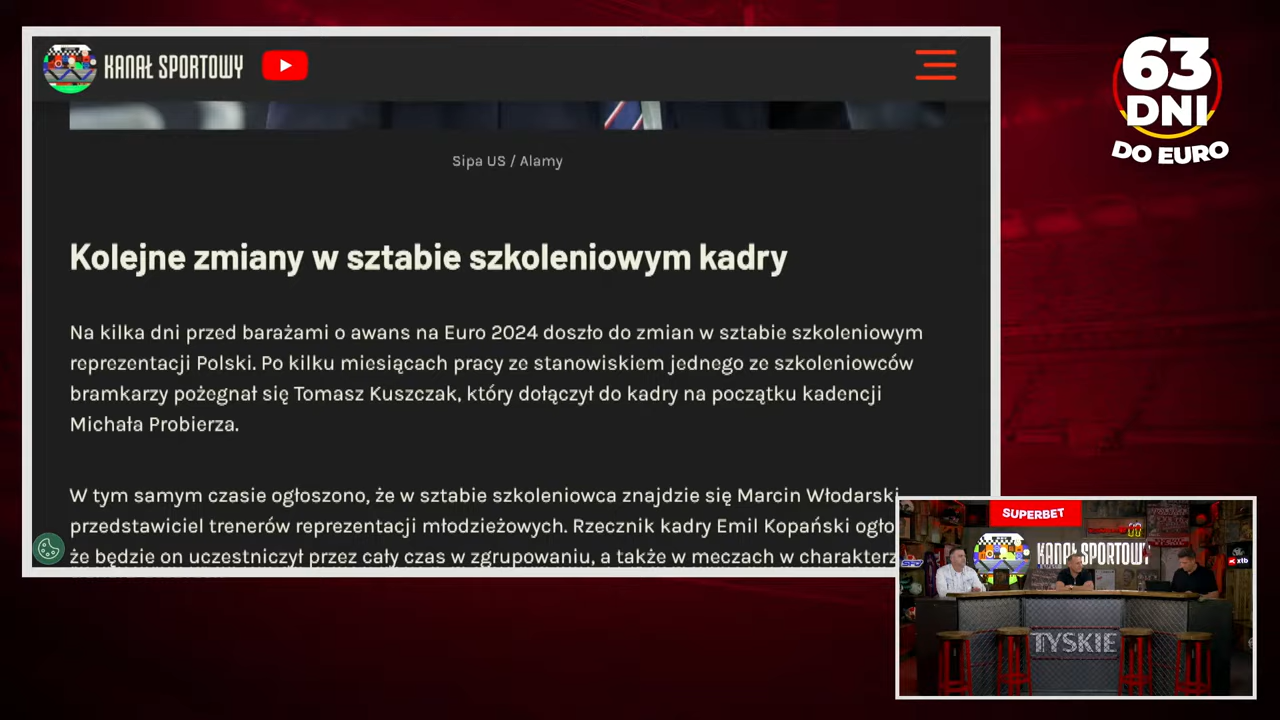 KANAŁ SPORTOWY
63
DNI
DO EURO
Sipa US / Alamy
Kolejne zmiany w sztabie szkoleniowym kadry
Na kilka dni przed barażami o awans na Euro 2024 doszło do zmian w sztabie szkoleniowym
reprezentacji Polski. Po kilku miesiącach pracy ze stanowiskiem jednego ze szkoleniowców
bramkarzy pożegnał się Tomasz Kuszczak, który dołączył do kadry na początku kadencji
Michała Probierza.
W tym samym czasie ogłoszono, że w sztabie szkoleniowca znajdzie się Marcin Włodarski,
przedstawiciel trenerów reprezentacji młodzieżowych. Rzecznik kadry Emil Kopański ogło
że będzie on uczestniczył przez cały czas w zgrupowaniu, a także w meczach w charakterz
SUPERBET
KANAŁ SPORTOWY
xtb
TYSKIE